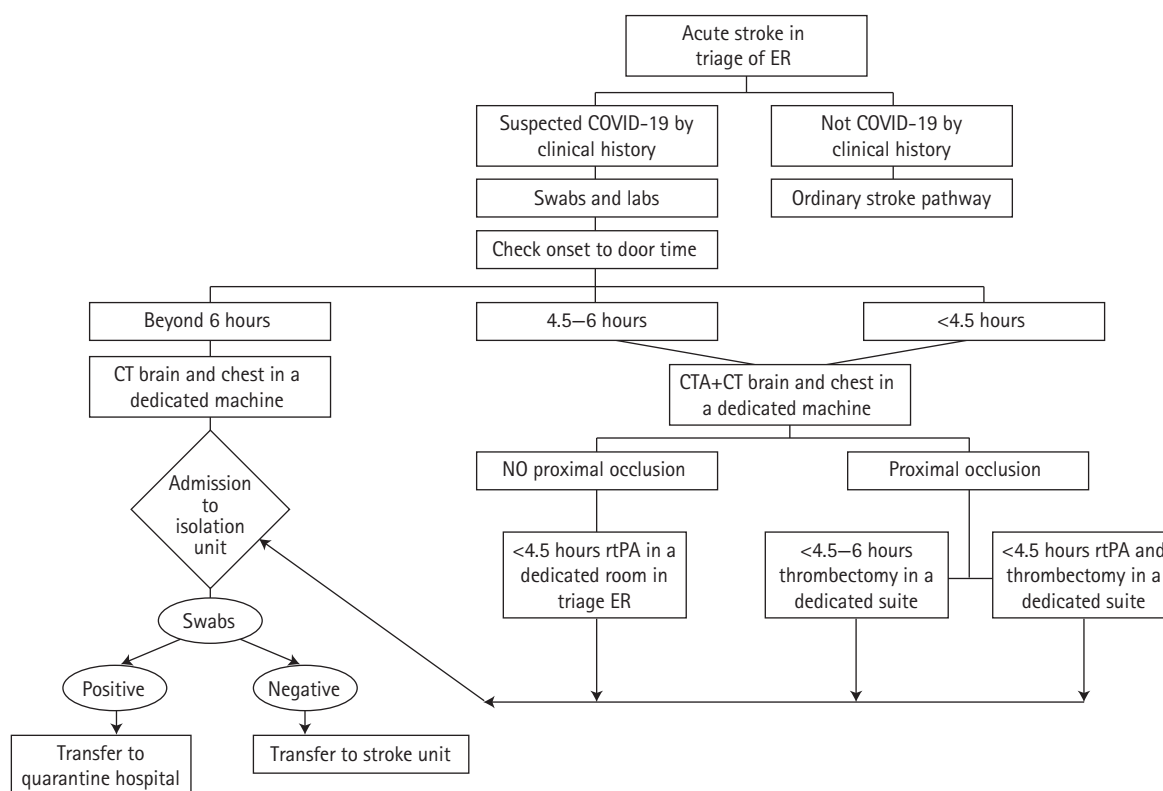 Acute stroke in
triage of ER
Suspected COVID-19 by
clinical history
Not COVID-19 by
clinical history
Swabs and labs
Ordinary stroke pathway
Check onset to door time
Beyond 6 hours
4.5—6 hours
<4.5 hours
CT brain and chest in a
dedicated machine
CTA+CT brain and chest in
a dedicated machine
NO proximal occlusion
Proximal occlusion
Admission
to
isolation
unit
<4.5 hours rtPA in a
dedicated room in
triage ER
<4.5—6 hours
thrombectomy in a
dedicated suite
<4.5 hours rtPA and
thrombectomy in a
dedicated suite
Swabs
Positive
Negative
Transfer to
quarantine hospital
Transfer to stroke unit